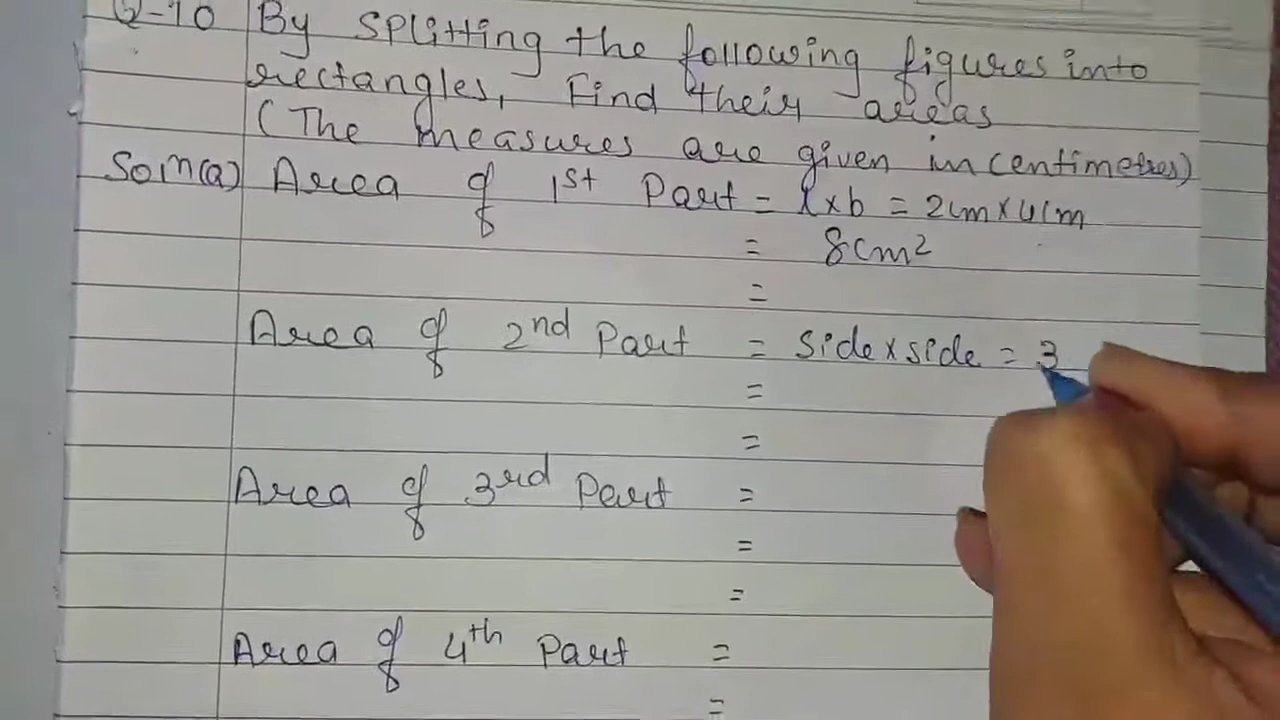 Q-10 By splitting the following figures into
rectangles, Find their areas
(The measures are given in centimetres)
Soln(a) Area of 1st Part = l×b = 2cm×4cm
= 8cm²
=
Area of 2nd Part = side×side = 3
=
=
Area of 3rd Part =
=
=
Area of 4th Part =
=